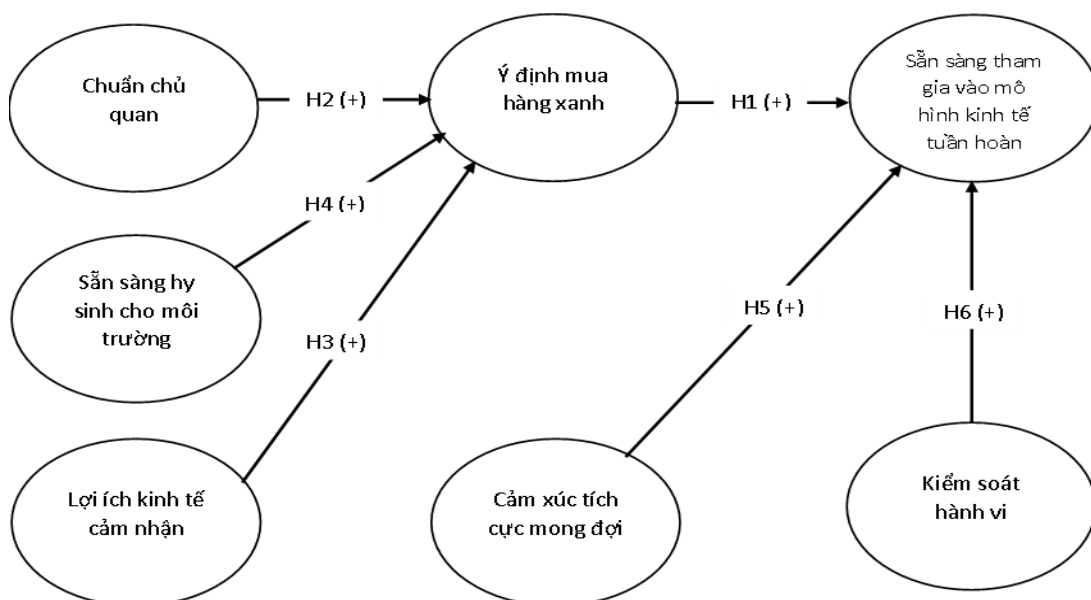 Chuẩn chủ
quan
H2 (+)
Ý định mua
hàng xanh
H1 (+)
Sẵn sàng tham
gia vào mô
hình kinh tế
tuần hoàn
H4 (+)
Sẵn sàng hy
sinh cho môi
trường
H3 (+)
H5 (+)
H6 (+)
Lợi ích kinh tế
cảm nhận
Cảm xúc tích
cực mong đợi
Kiểm soát
hành vi